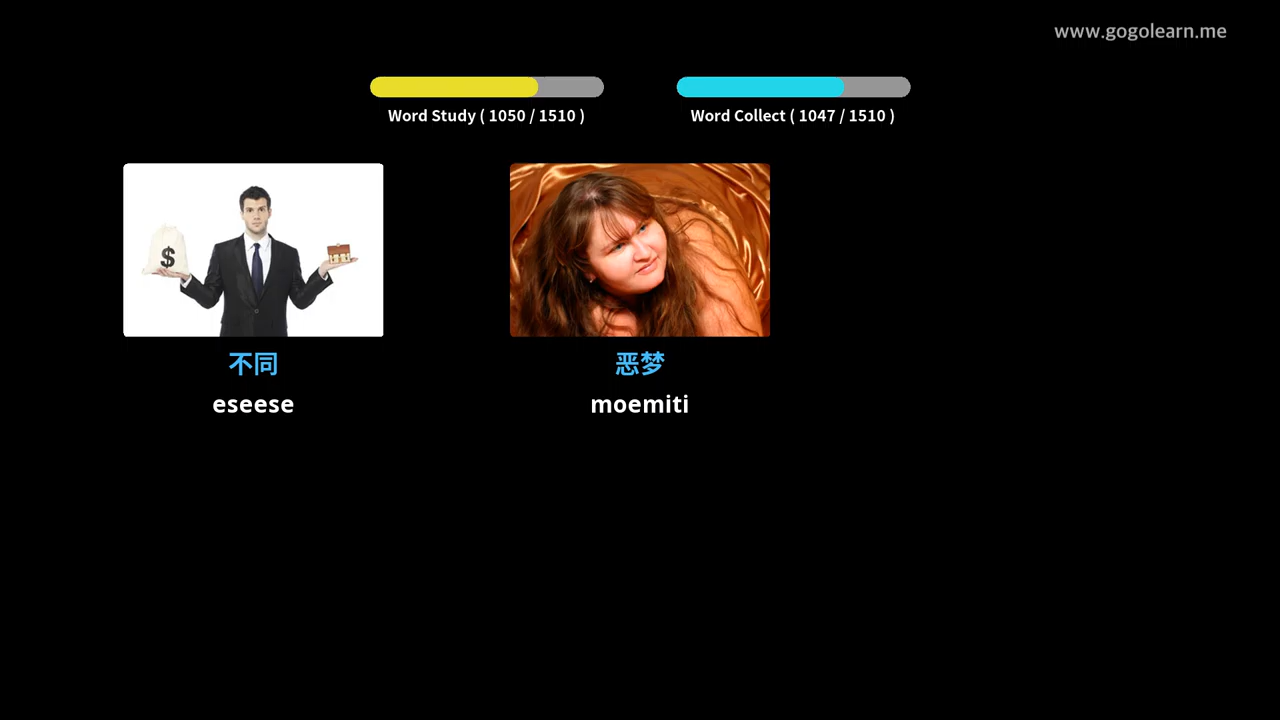 www.gogolearn.me
Word Study ( 1050 / 1510 )
Word Collect ( 1047 / 1510 )
$
不同
eseese
恶梦
moemiti